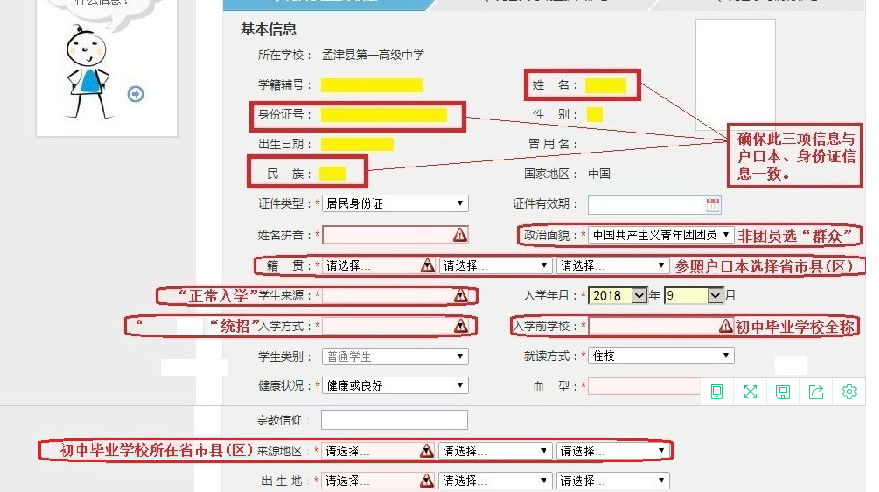 什么信息？
基本信息
所在学校： 孟津县第一高级中学
学籍辅号：
姓 名：
身份证号：
性 别：
出生日期：
曾用名：
确保此三项信息与
户口本、身份证信
息一致。
民 族：
国家地区： 中国
证件类型：* 居民身份证
证件有效期：
姓名拼音：*
政治面貌：* 中国共产主义青年团团员 非团员选“群众”
籍 贯：* 请选择... 请选择... 请选择... 参照户口本选择省市县(区)
“正常入学” 学生来源：*
入学年月：* 2018 年 9 月
“统招” 入学方式：*
入学前学校：* 初中毕业学校全称
学生类别： 普通学生
就读方式：* 住校
健康状况：* 健康或良好
血 型：*
宗教信仰：
初中毕业学校所在省市县(区) 来源地区：* 请选择... 请选择... 请选择...
出 生 地：* 请选择... 请选择... 请选择...